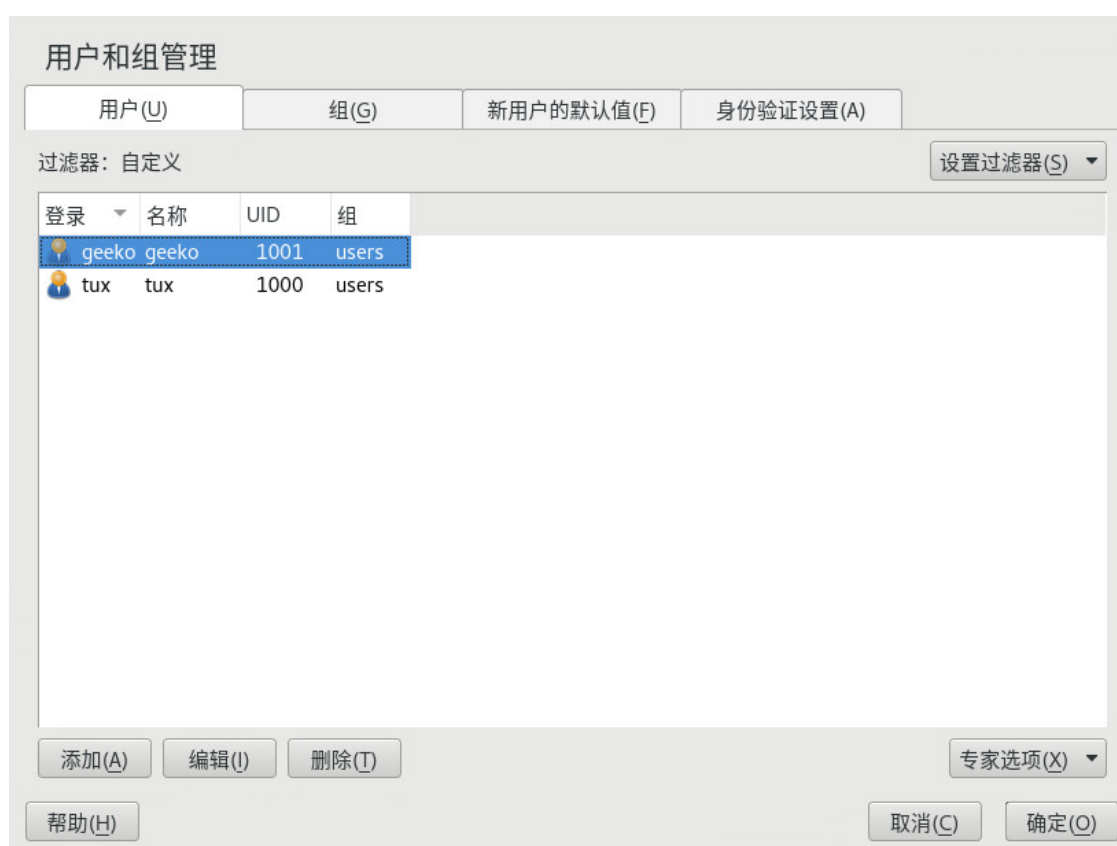 用户和组管理
用户(U) 组(G) 新用户的默认值(F) 身份验证设置(A)
过滤器：自定义 设置过滤器(S)
登录 名称 UID 组
geeko geeko 1001 users
tux tux 1000 users
添加(A) 编辑(I) 删除(T) 专家选项(X)
帮助(H) 取消(C) 确定(O)